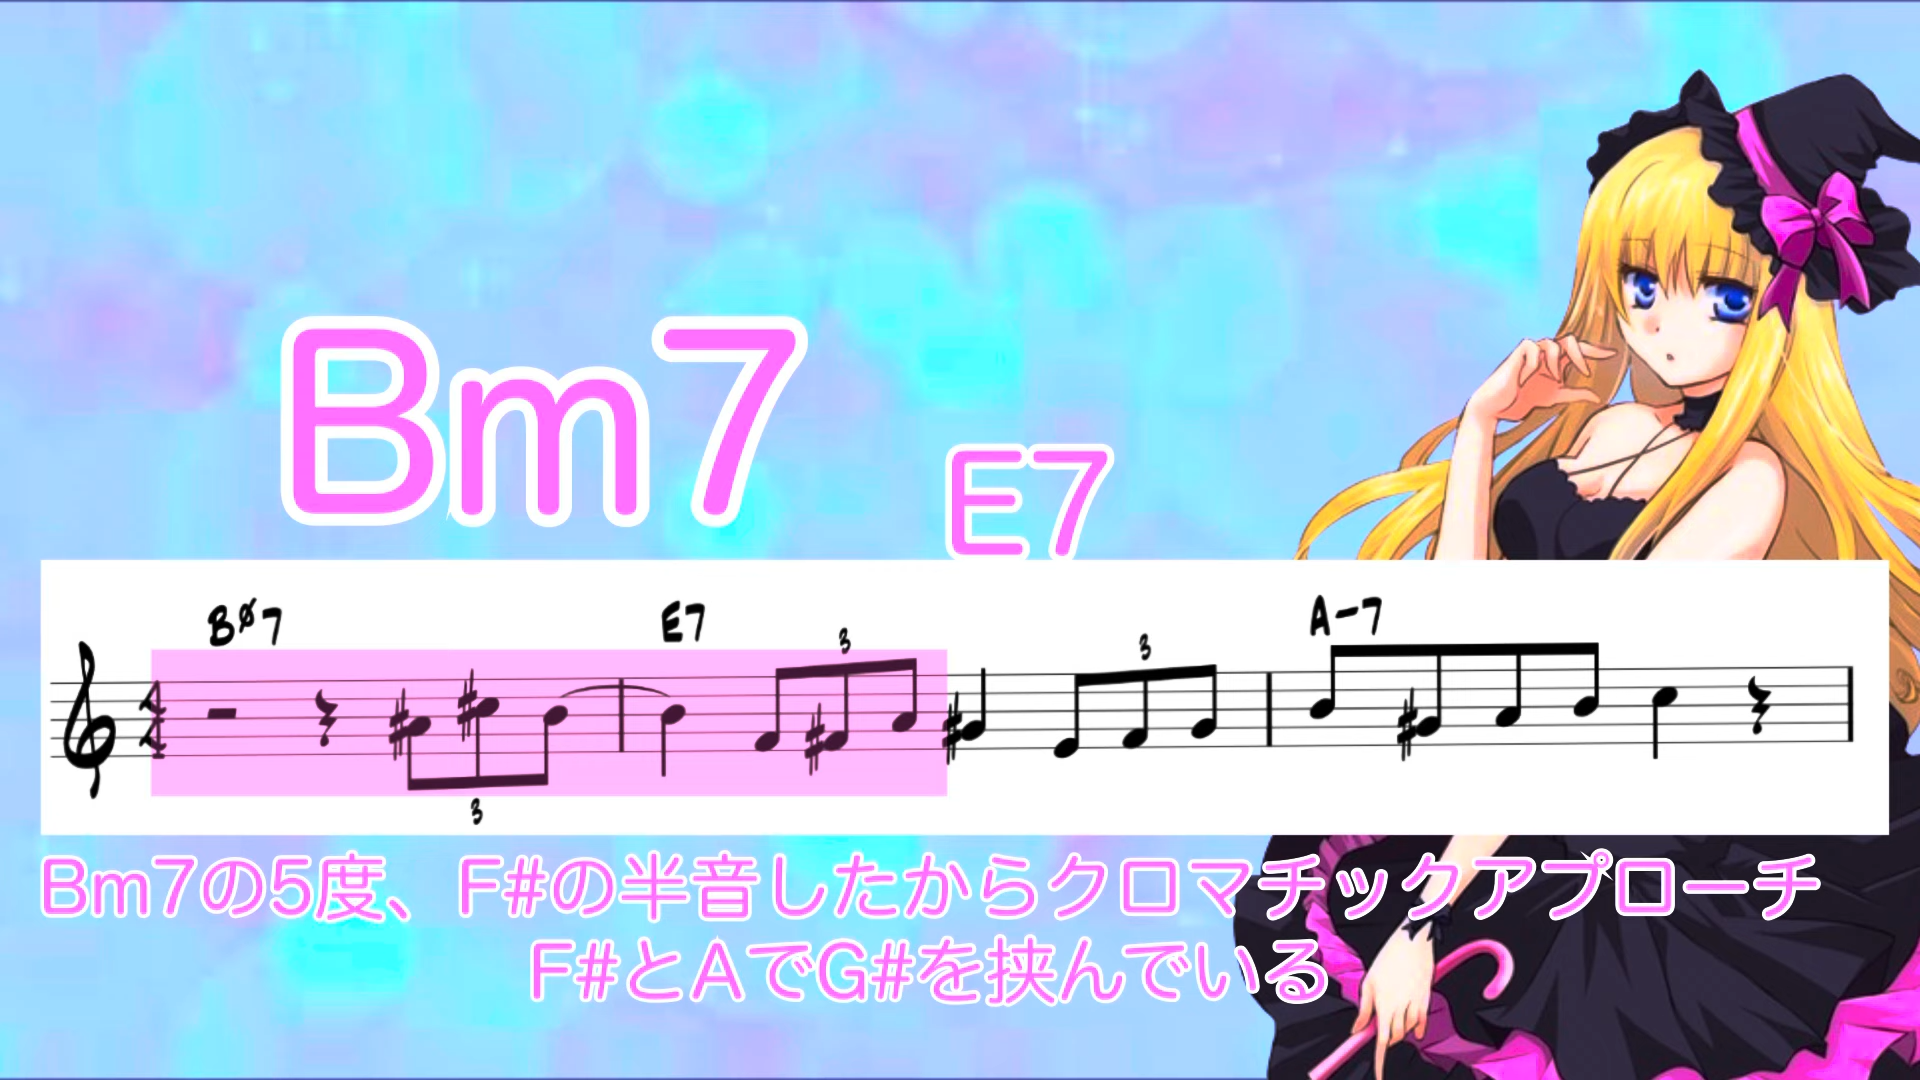 Bm7
E7
Bø7 E7 A-7
3 3
3
Bm7の5度、F#の半音したからクロマチックアプローチ
F#とAでG#を挟んでいる